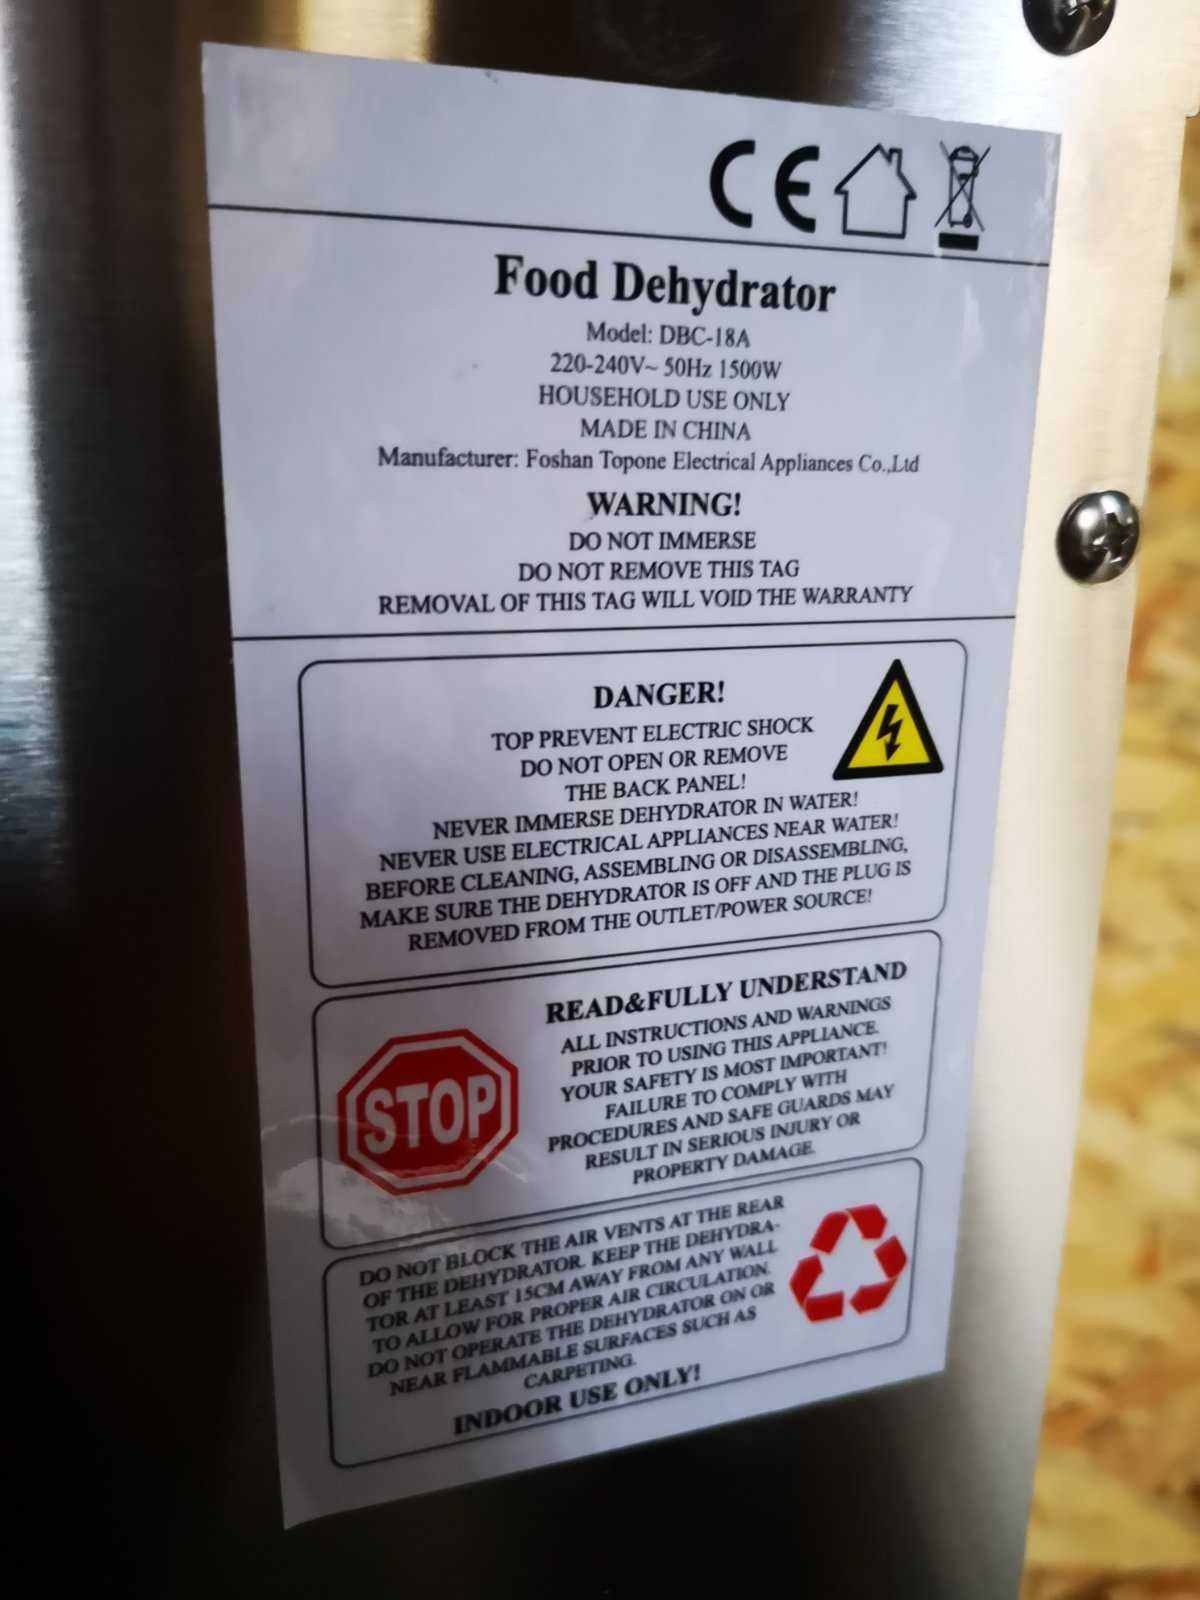 CE
Food Dehydrator
Model: DBC-18A
220-240V~ 50Hz 1500W
HOUSEHOLD USE ONLY
MADE IN CHINA
Manufacturer: Foshan Topone Electrical Appliances Co.,Ltd
WARNING!
DO NOT IMMERSE
DO NOT REMOVE THIS TAG
REMOVAL OF THIS TAG WILL VOID THE WARRANTY
DANGER!
TOP PREVENT ELECTRIC SHOCK
DO NOT OPEN OR REMOVE
THE BACK PANEL!
NEVER IMMERSE DEHYDRATOR IN WATER!
NEVER USE ELECTRICAL APPLIANCES NEAR WATER!
BEFORE CLEANING, ASSEMBLING OR DISASSEMBLING,
MAKE SURE THE DEHYDRATOR IS OFF AND THE PLUG IS
REMOVED FROM THE OUTLET/POWER SOURCE!
STOP
READ&FULLY UNDERSTAND
ALL INSTRUCTIONS AND WARNINGS
PRIOR TO USING THIS APPLIANCE.
YOUR SAFETY IS MOST IMPORTANT!
FAILURE TO COMPLY WITH
PROCEDURES AND SAFE GUARDS MAY
RESULT IN SERIOUS INJURY OR
PROPERTY DAMAGE.
DO NOT BLOCK THE AIR VENTS AT THE REAR
OF THE DEHYDRATOR. KEEP THE DEHYDRA-
TOR AT LEAST 15CM AWAY FROM ANY WALL
TO ALLOW FOR PROPER AIR CIRCULATION.
DO NOT OPERATE THE DEHYDRATOR ON OR
NEAR FLAMMABLE SURFACES SUCH AS
CARPETING.
INDOOR USE ONLY!